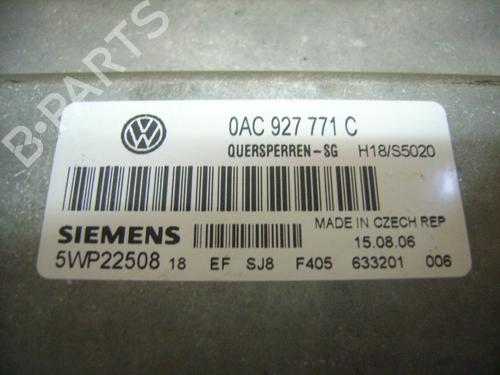 B-PARTS
0AC 927 771 C
QUERSPERREN-SG H18/S5020
MADE IN CZECH REP
SIEMENS 15.08.06
5WP22508 18 EF SJ8 F405 633201 006